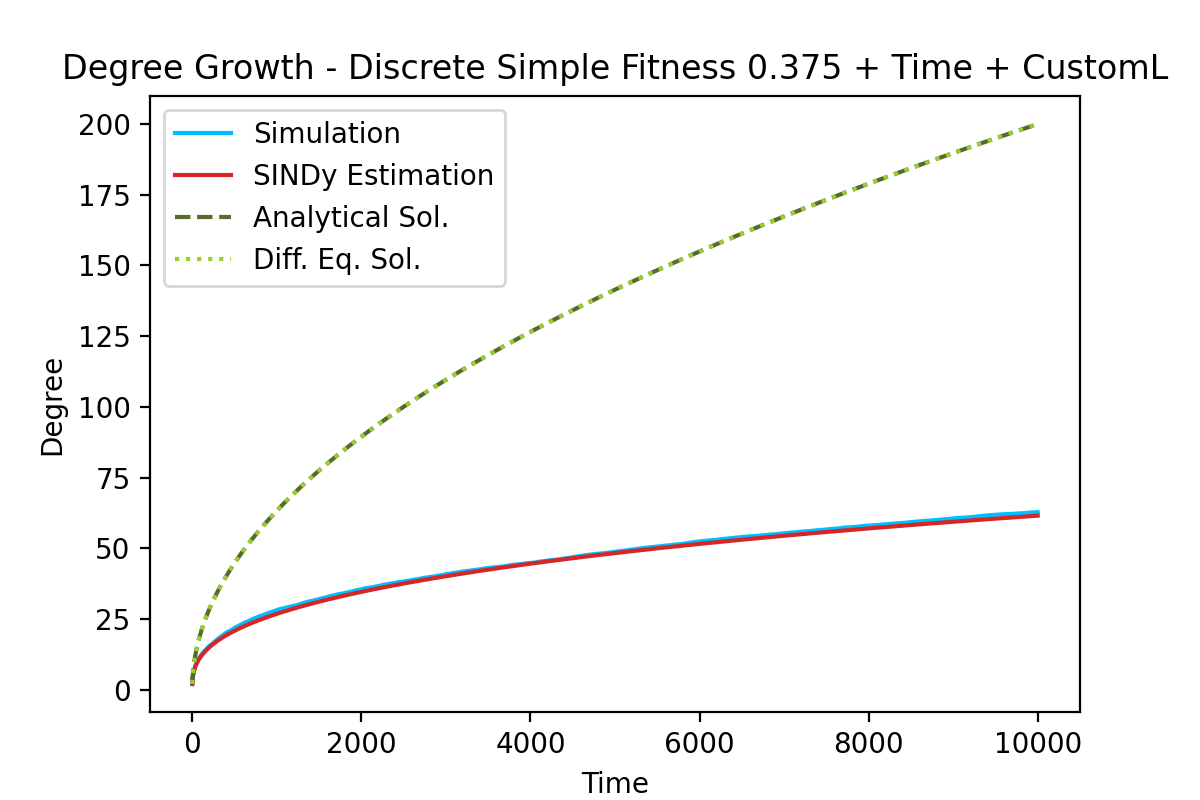 Degree Growth - Discrete Simple Fitness 0.375 + Time + CustomL
Simulation
SINDy Estimation
Analytical Sol.
Diff. Eq. Sol.
200
175
150
125
100
75
50
25
0
Degree
0 2000 4000 6000 8000 10000
Time